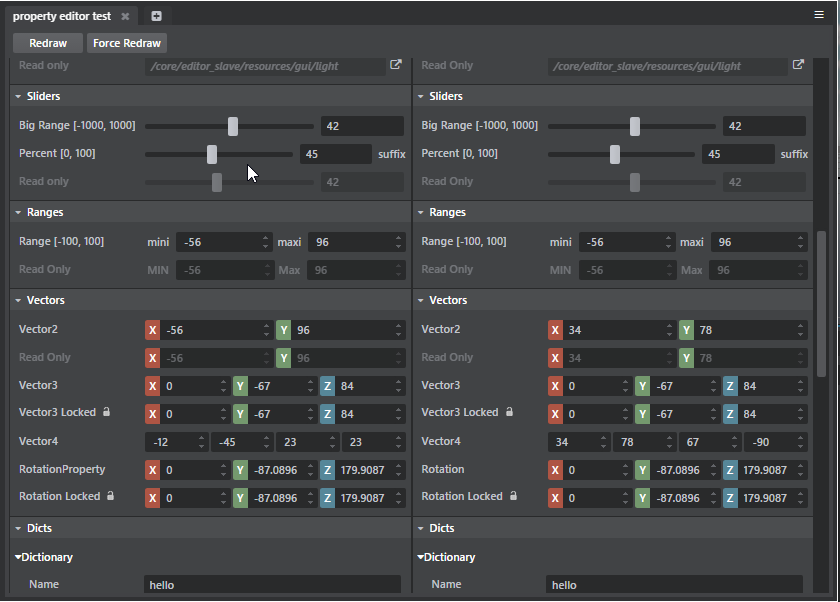 property editor test
Redraw Force Redraw
Read only /core/editor_slave/resources/gui/light Read Only /core/editor_slave/resources/gui/light
Sliders Sliders
Big Range [-1000, 1000] 42 Big Range [-1000, 1000] 42
Percent [0, 100] 45 suffix Percent [0, 100] 45 suffix
Read only 42 Read only 42
Ranges Ranges
Range [-100, 100] mini -56 maxi 96 Range [-100, 100] mini -56 maxi 96
Read Only MIN -56 Max 96 Read Only MIN -56 Max 96
Vectors Vectors
Vector2 X -56 Y 96 Vector2 X 34 Y 78
Read Only X -56 Y 96 Read Only X 34 Y 78
Vector3 X 0 Y -67 Z 84 Vector3 X 0 Y -67 Z 84
Vector3 Locked X 0 Y -67 Z 84 Vector3 Locked X 0 Y -67 Z 84
Vector4 -12 -45 23 23 Vector4 34 78 67 -90
RotationProperty X 0 Y -87.0896 Z 179.9087 Rotation X 0 Y -87.0896 Z 179.9087
Rotation Locked X 0 Y -87.0896 Z 179.9087 Rotation Locked X 0 Y -87.0896 Z 179.9087
Dicts Dicts
Dictionary Dictionary
Name hello Name hello